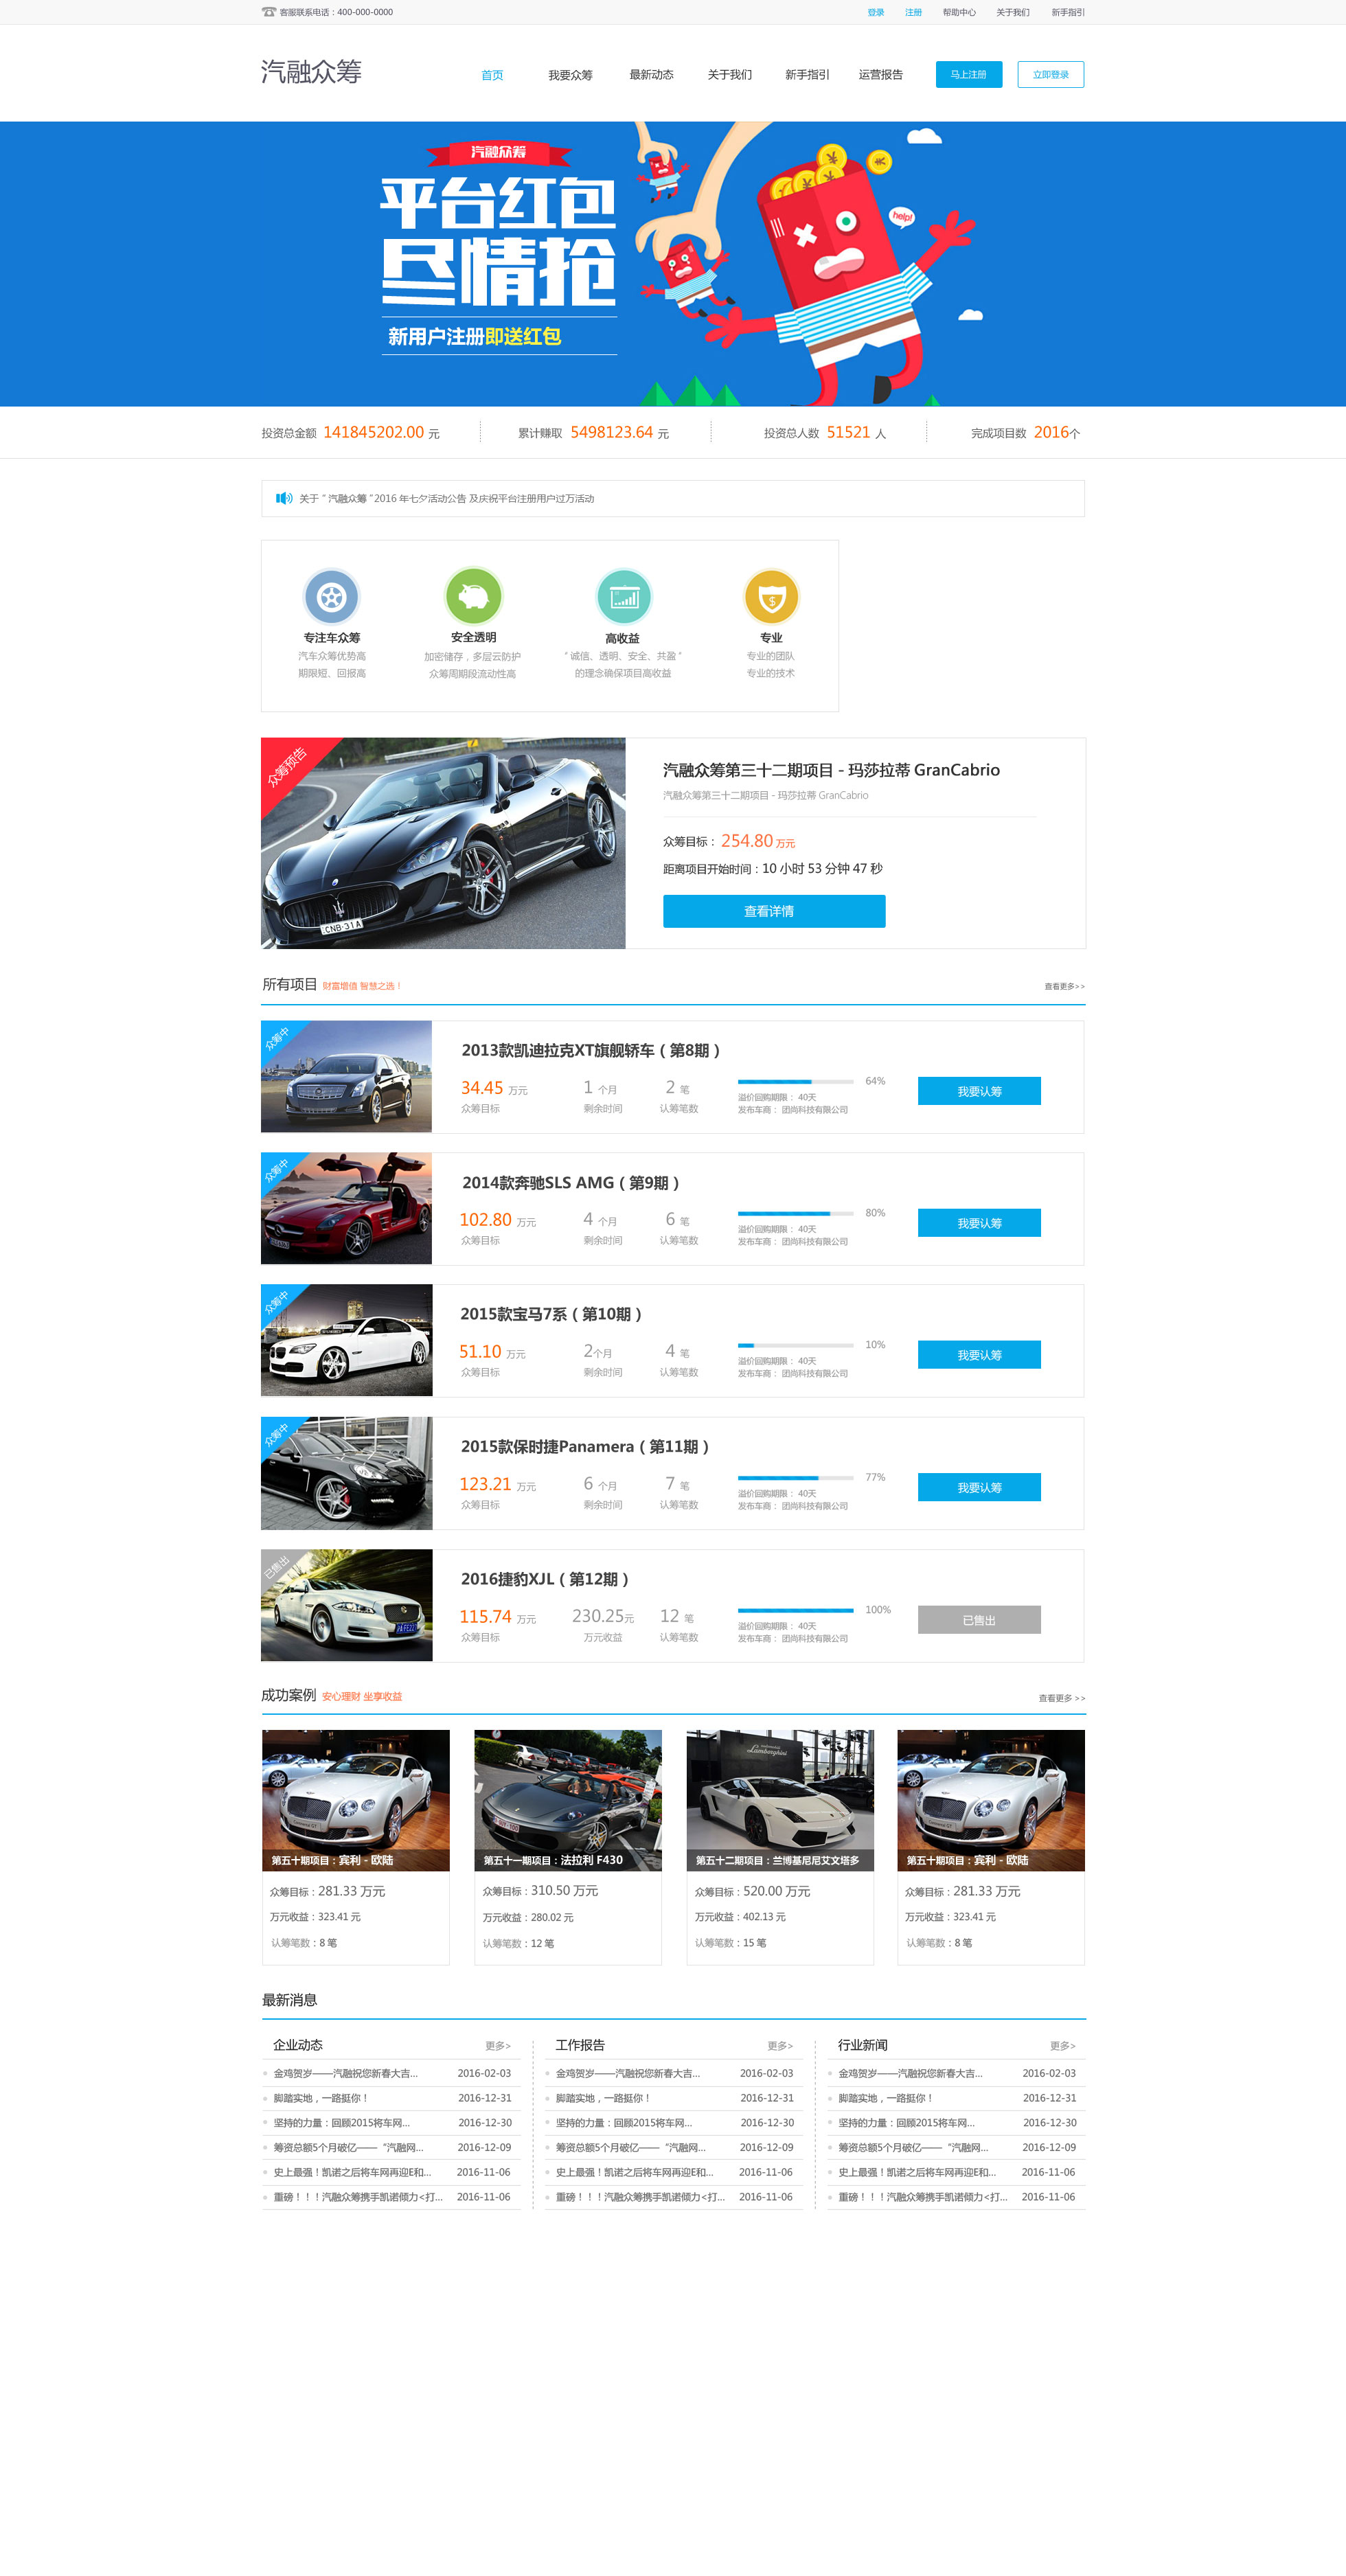 客服联系电话：400-000-0000
登录 注册 帮助中心 关于我们 新手指引
汽融众筹
首页 我要众筹 最新动态 关于我们 新手指引 运营报告 马上注册 立即登录
汽融众筹
平台红包
尽情抢
新用户注册即送红包
help!
投资总金额 141845202.00 元 累计赚取 5498123.64 元 投资总人数 51521 人 完成项目数 2016个
关于 “ 汽融众筹 ”2016 年七夕活动公告 及庆祝平台注册用户过万活动
专注车众筹 安全透明 高收益 专业
汽车众筹优势高 加密储存，多层云防护 “ 诚信、透明、安全、共盈 ” 专业的团队
期限短、回报高 众筹周期段流动性高 的理念确保项目高收益 专业的技术
众筹预告
CNB·31A
汽融众筹第三十二期项目 - 玛莎拉蒂 GranCabrio
汽融众筹第三十二期项目 - 玛莎拉蒂 GranCabrio
众筹目标： 254.80 万元
距离项目开始时间：10 小时 53 分钟 47 秒
查看详情
所有项目 财富增值 智慧之选！ 查看更多>>
众筹中
2013款凯迪拉克XT旗舰轿车（第8期）
34.45 万元 1 个月 2 笔 64%
众筹目标 剩余时间 认筹笔数
溢价回购期限： 40天
发布车商： 团尚科技有限公司
我要认筹
众筹中
2014款奔驰SLS AMG（第9期）
102.80 万元 4 个月 6 笔 80%
众筹目标 剩余时间 认筹笔数
溢价回购期限： 40天
发布车商： 团尚科技有限公司
我要认筹
众筹中
2015款宝马7系（第10期）
51.10 万元 2个月 4 笔 10%
众筹目标 剩余时间 认筹笔数
溢价回购期限： 40天
发布车商： 团尚科技有限公司
我要认筹
众筹中
2015款保时捷Panamera（第11期）
123.21 万元 6 个月 7 笔 77%
众筹目标 剩余时间 认筹笔数
溢价回购期限： 40天
发布车商： 团尚科技有限公司
我要认筹
已售出
2016捷豹XJL（第12期）
115.74 万元 230.25元 12 笔 100%
众筹目标 万元收益 认筹笔数
溢价回购期限： 40天
发布车商： 团尚科技有限公司
已售出
成功案例 安心理财 坐享收益 查看更多 >>
Lamborghini
第五十期项目：宾利 - 欧陆 第五十一期项目：法拉利 F430 第五十二期项目：兰博基尼尼艾文塔多 第五十期项目：宾利 - 欧陆
众筹目标：281.33 万元 众筹目标：310.50 万元 众筹目标：520.00 万元 众筹目标：281.33 万元
万元收益：323.41 元 万元收益：280.02 元 万元收益：402.13 元 万元收益：323.41 元
认筹笔数：8 笔 认筹笔数：12 笔 认筹笔数：15 笔 认筹笔数：8 笔
最新消息
企业动态 更多>
金鸡贺岁——汽融祝您新春大吉... 2016-02-03
脚踏实地，一路挺你！ 2016-12-31
坚持的力量：回顾2015将车网... 2016-12-30
筹资总额5个月破亿——“汽融网... 2016-12-09
史上最强！凯诺之后将车网再迎E和... 2016-11-06
重磅！！！汽融众筹携手凯诺倾力<打... 2016-11-06
工作报告 更多>
金鸡贺岁——汽融祝您新春大吉... 2016-02-03
脚踏实地，一路挺你！ 2016-12-31
坚持的力量：回顾2015将车网... 2016-12-30
筹资总额5个月破亿——“汽融网... 2016-12-09
史上最强！凯诺之后将车网再迎E和... 2016-11-06
重磅！！！汽融众筹携手凯诺倾力<打... 2016-11-06
行业新闻 更多>
金鸡贺岁——汽融祝您新春大吉... 2016-02-03
脚踏实地，一路挺你！ 2016-12-31
坚持的力量：回顾2015将车网... 2016-12-30
筹资总额5个月破亿——“汽融网... 2016-12-09
史上最强！凯诺之后将车网再迎E和... 2016-11-06
重磅！！！汽融众筹携手凯诺倾力<打... 2016-11-06